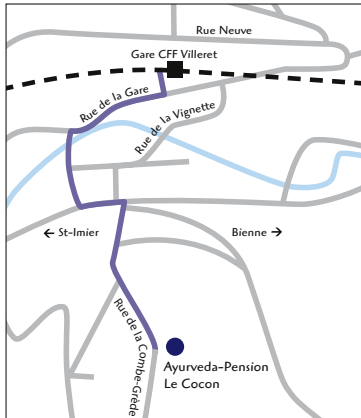 Rue Neuve
Gare CFF Villeret
Rue de la Gare
Rue de la Vignette
← St-Imier
Bienne →
Rue de la Combe-Grède
Ayurveda-Pension
Le Cocon